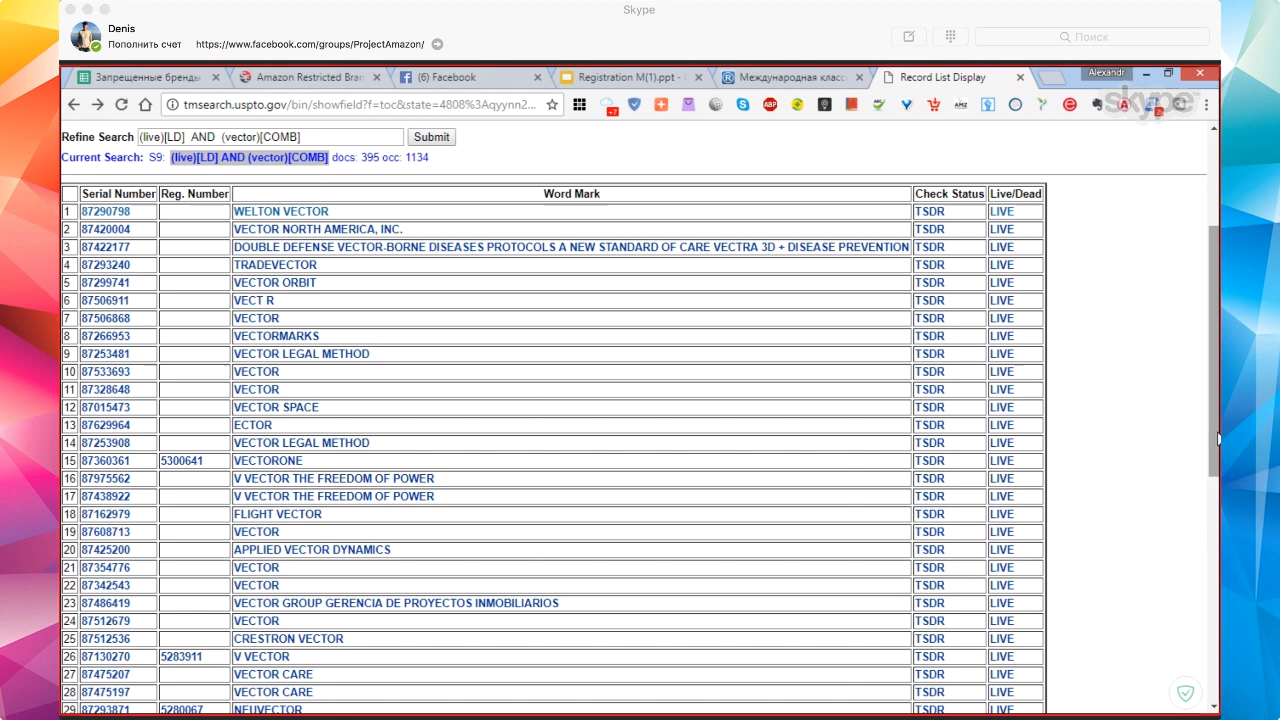 Skype
Denis
Пополнить счет https://www.facebook.com/groups/ProjectAmazon/
Поиск
Запрещенные бренды
Amazon Restricted Bran
(6) Facebook
Registration M(1).ppt -
Международная класс
Record List Display
Alexandr
tmsearch.uspto.gov/bin/showfield?f=toc&state=4808%3Aqyynn2...
skype™
Refine Search (live)[LD] AND (vector)[COMB] Submit
Current Search: S9: (live)[LD] AND (vector)[COMB] docs: 395 occ: 1134
Serial Number Reg. Number Word Mark Check Status Live/Dead
1 87290798 WELTON VECTOR TSDR LIVE
2 87420004 VECTOR NORTH AMERICA, INC. TSDR LIVE
3 87422177 DOUBLE DEFENSE VECTOR-BORNE DISEASES PROTOCOLS A NEW STANDARD OF CARE VECTRA 3D + DISEASE PREVENTION TSDR LIVE
4 87293240 TRADEVECTOR TSDR LIVE
5 87299741 VECTOR ORBIT TSDR LIVE
6 87506911 VECT R TSDR LIVE
7 87506868 VECTOR TSDR LIVE
8 87266953 VECTORMARKS TSDR LIVE
9 87253481 VECTOR LEGAL METHOD TSDR LIVE
10 87533693 VECTOR TSDR LIVE
11 87328648 VECTOR TSDR LIVE
12 87015473 VECTOR SPACE TSDR LIVE
13 87629964 ECTOR TSDR LIVE
14 87253908 VECTOR LEGAL METHOD TSDR LIVE
15 87360361 5300641 VECTORONE TSDR LIVE
16 87975562 V VECTOR THE FREEDOM OF POWER TSDR LIVE
17 87438922 V VECTOR THE FREEDOM OF POWER TSDR LIVE
18 87162979 FLIGHT VECTOR TSDR LIVE
19 87608713 VECTOR TSDR LIVE
20 87425200 APPLIED VECTOR DYNAMICS TSDR LIVE
21 87354776 VECTOR TSDR LIVE
22 87342543 VECTOR TSDR LIVE
23 87486419 VECTOR GROUP GERENCIA DE PROYECTOS INMOBILIARIOS TSDR LIVE
24 87512679 VECTOR TSDR LIVE
25 87512536 CRESTRON VECTOR TSDR LIVE
26 87130270 5283911 V VECTOR TSDR LIVE
27 87475207 VECTOR CARE TSDR LIVE
28 87475197 VECTOR CARE TSDR LIVE
29 87293871 5280067 NEUVECTOR TSDR LIVE